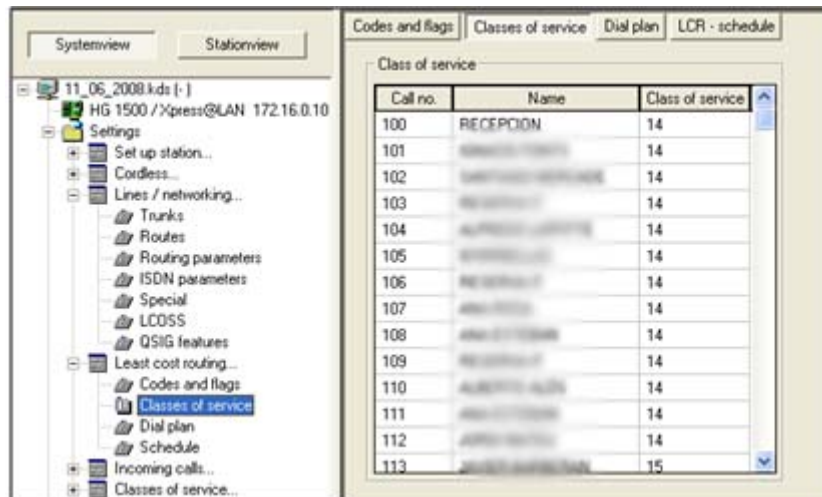 Systemview
Stationview
11_06_2008.kds (-)
HG 1500 / Xpress@LAN 172.16.0.10
Settings
Set up station...
Cordless...
Lines / networking...
Trunks
Routes
Routing parameters
ISDN parameters
Special
LCOSS
QSIG features
Least cost routing...
Codes and flags
Classes of service
Dial plan
Schedule
Incoming calls...
Classes of service...
Codes and flags Classes of service Dial plan LCR - schedule
Class of service
Call no. Name Class of service
100 RECEPCION 14
101 14
102 14
103 14
104 14
105 14
106 14
107 14
108 14
109 14
110 14
111 14
112 14
113 15